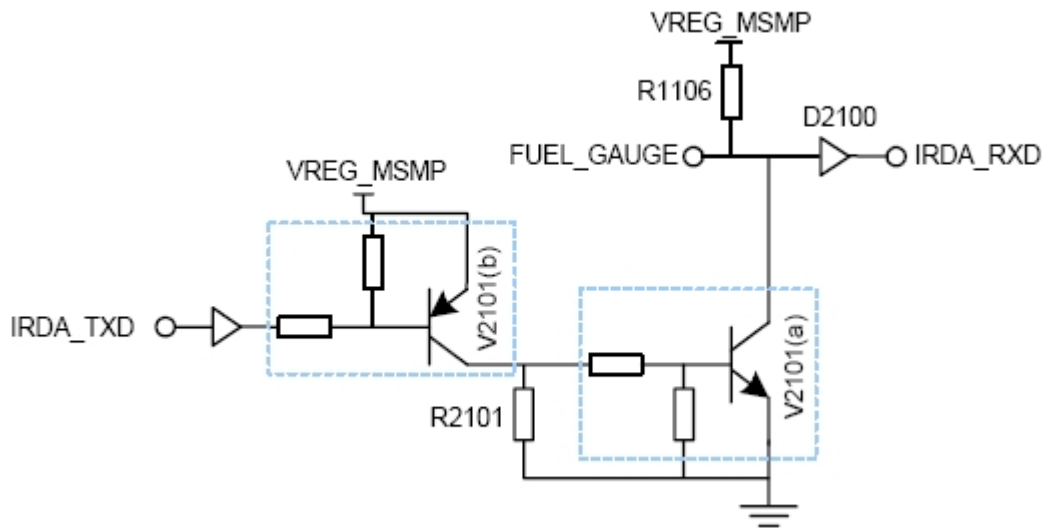 VREG_MSMP
R1106
D2100
FUEL_GAUGE
IRDA_RXD
VREG_MSMP
V2101(b)
IRDA_TXD
V2101(a)
R2101